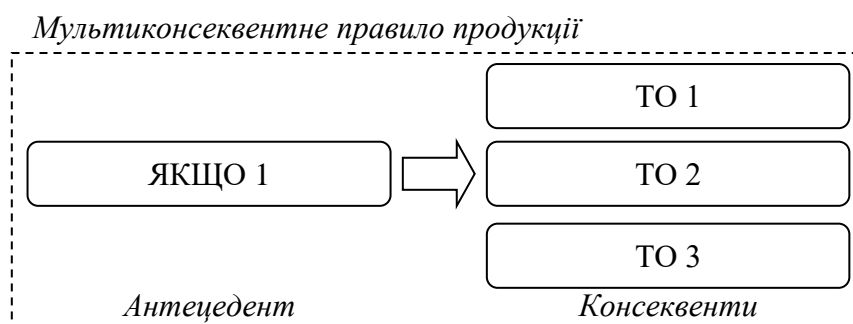 Мультиконсеквентне правило продукції
ТО 1
ЯКЩО 1
ТО 2
ТО 3
Антецедент
Консеквенти